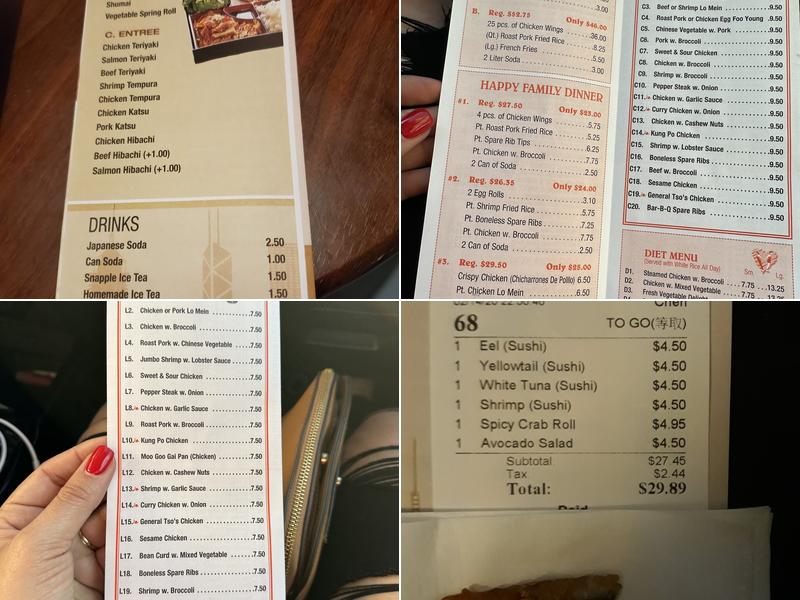 Shumai
Vegetable Spring Roll
C. ENTREE
Chicken Teriyaki
Salmon Teriyaki
Beef Teriyaki
Shrimp Tempura
Chicken Tempura
Chicken Katsu
Pork Katsu
Chicken Hibachi
Beef Hibachi (+1.00)
Salmon Hibachi (+1.00)
DRINKS
Japanese Soda 2.50
Can Soda 1.00
Snapple Ice Tea 1.50
Homemade Ice Tea 1.50
3.00
B. Reg. $52.75 Only $46.00
25 pcs. of Chicken Wings 36.00
(Qt.) Roast Pork Fried Rice 8.25
(Lg.) French Fries 5.50
2 Liter Soda 3.00
HAPPY FAMILY DINNER
#1. Reg. $27.50 Only $23.00
4 pcs. of Chicken Wings 5.75
Pt. Roast Pork Fried Rice 5.25
Pt. Spare Rib Tips 6.25
Pt. Chicken w. Broccoli 7.75
2 Can of Soda 2.50
#2. Reg. $26.35 Only $24.00
2 Egg Rolls 3.10
Pt. Shrimp Fried Rice 5.75
Pt. Boneless Spare Ribs 7.25
Pt. Chicken w. Broccoli 7.75
2 Can of Soda 2.50
#3. Reg. $29.50 Only $25.00
Crispy Chicken (Chicharrones De Pollo) 6.50
Pt. Chicken Lo Mein 6.50
C3. Beef or Shrimp Lo Mein 9.50
C4. Roast Pork or Chicken Egg Foo Young 9.50
C5. Chinese Vegetable w. Pork 9.50
C6. Pork w. Broccoli 9.50
C7. Sweet & Sour Chicken 9.50
C8. Chicken w. Broccoli 9.50
C9. Shrimp w. Broccoli 9.50
C10. Pepper Steak w. Onion 9.50
C11. Chicken w. Garlic Sauce 9.50
C12. Curry Chicken w. Onion 9.50
C13. Chicken w. Cashew Nuts 9.50
C14. Kung Po Chicken 9.50
C15. Shrimp w. Lobster Sauce 9.50
C16. Boneless Spare Ribs 9.50
C17. Beef w. Broccoli 9.50
C18. Sesame Chicken 9.50
C19. General Tso's Chicken 9.50
C20. Bar-B-Q Spare Ribs 9.50
DIET MENU
(Served with White Rice All Day)
Sm. Lg.
D1. Steamed Chicken w. Broccoli 7.75 13.25
D2. Chicken w. Mixed Vegetable 7.75 13.25
D3. Fresh Vegetable Delight
L2. Chicken or Pork Lo Mein 7.50
L3. Chicken w. Broccoli 7.50
L4. Roast Pork w. Chinese Vegetable 7.50
L5. Jumbo Shrimp w. Lobster Sauce 7.50
L6. Sweet & Sour Chicken 7.50
L7. Pepper Steak w. Onion 7.50
L8. Chicken w. Garlic Sauce 7.50
L9. Roast Pork w. Broccoli 7.50
L10. Kung Po Chicken 7.50
L11. Moo Goo Gai Pan (Chicken) 7.50
L12. Chicken w. Cashew Nuts 7.50
L13. Shrimp w. Garlic Sauce 7.50
L14. Curry Chicken w. Onion 7.50
L15. General Tso's Chicken 7.50
L16. Sesame Chicken 7.50
L17. Bean Curd w. Mixed Vegetable 7.50
L18. Boneless Spare Ribs 7.50
L19. Shrimp w. Broccoli 7.50
Chen
68 TO GO(等取)
1 Eel (Sushi) $4.50
1 Yellowtail (Sushi) $4.50
1 White Tuna (Sushi) $4.50
1 Shrimp (Sushi) $4.50
1 Spicy Crab Roll $4.95
1 Avocado Salad $4.50
Subtotal $27.45
Tax $2.44
Total: $29.89
Paid